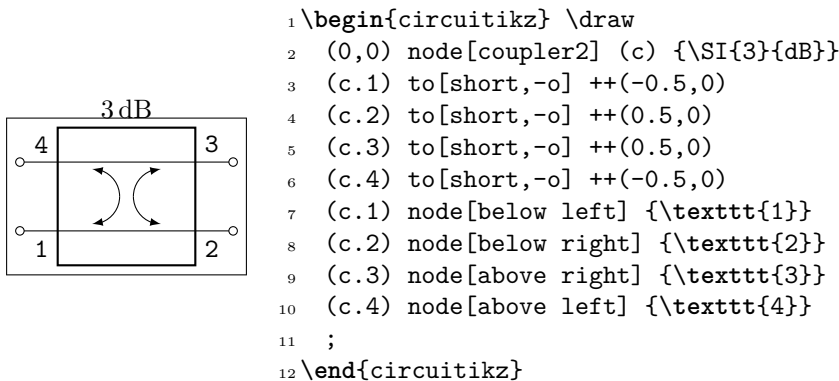 3 dB
4 3
1 2
1 \begin{circuitikz} \draw
2 (0,0) node[coupler2] (c) {\SI{3}{dB}}
3 (c.1) to[short,-o] ++(-0.5,0)
4 (c.2) to[short,-o] ++(0.5,0)
5 (c.3) to[short,-o] ++(0.5,0)
6 (c.4) to[short,-o] ++(-0.5,0)
7 (c.1) node[below left] {\texttt{1}}
8 (c.2) node[below right] {\texttt{2}}
9 (c.3) node[above right] {\texttt{3}}
10 (c.4) node[above left] {\texttt{4}}
11 ;
12 \end{circuitikz}